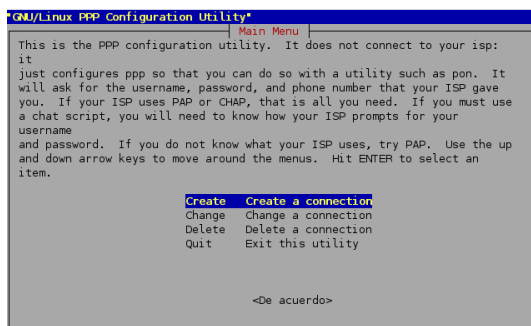 "GNU/Linux PPP Configuration Utility"
Main Menu
This is the PPP configuration utility.  It does not connect to your isp:
it
just configures ppp so that you can do so with a utility such as pon.  It
will ask for the username, password, and phone number that your ISP gave
you.  If your ISP uses PAP or CHAP, that is all you need.  If you must use
a chat script, you will need to know how your ISP prompts for your
username
and password.  If you do not know what your ISP uses, try PAP.  Use the up
and down arrow keys to move around the menus.  Hit ENTER to select an
item.
Create   Create a connection
Change   Change a connection
Delete   Delete a connection
Quit     Exit this utility
<De acuerdo>